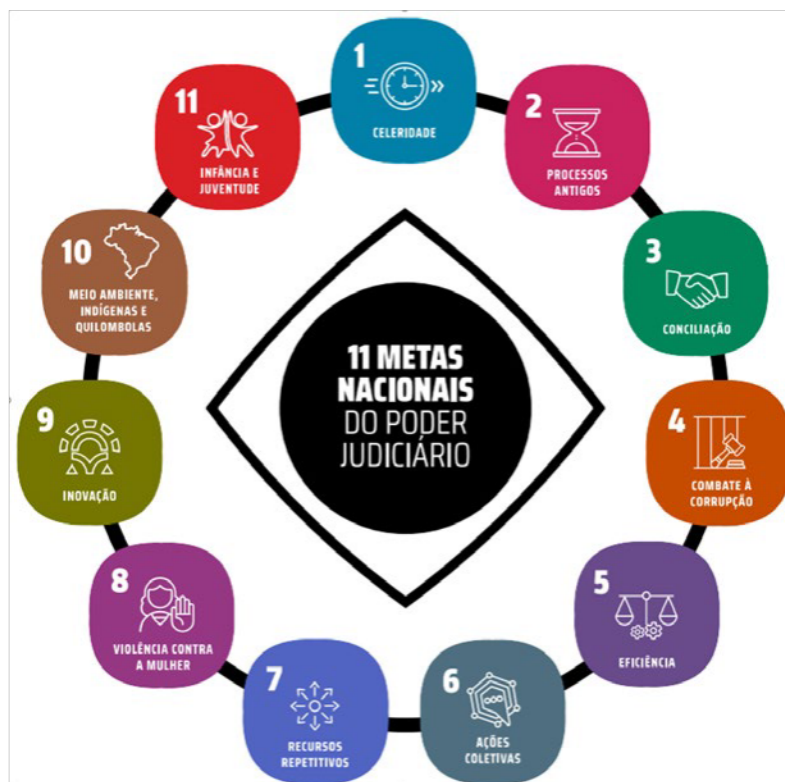 11 METAS
NACIONAIS
DO PODER
JUDICIÁRIO
1
CELERIDADE
2
PROCESSOS
ANTIGOS
3
CONCILIAÇÃO
4
COMBATE À
CORRUPÇÃO
5
EFICIÊNCIA
6
AÇÕES
COLETIVAS
7
RECURSOS
REPETITIVOS
8
VIOLÊNCIA CONTRA
A MULHER
9
INOVAÇÃO
10
MEIO AMBIENTE,
INDÍGENAS E
QUILOMBOLAS
11
INFÂNCIA E
JUVENTUDE